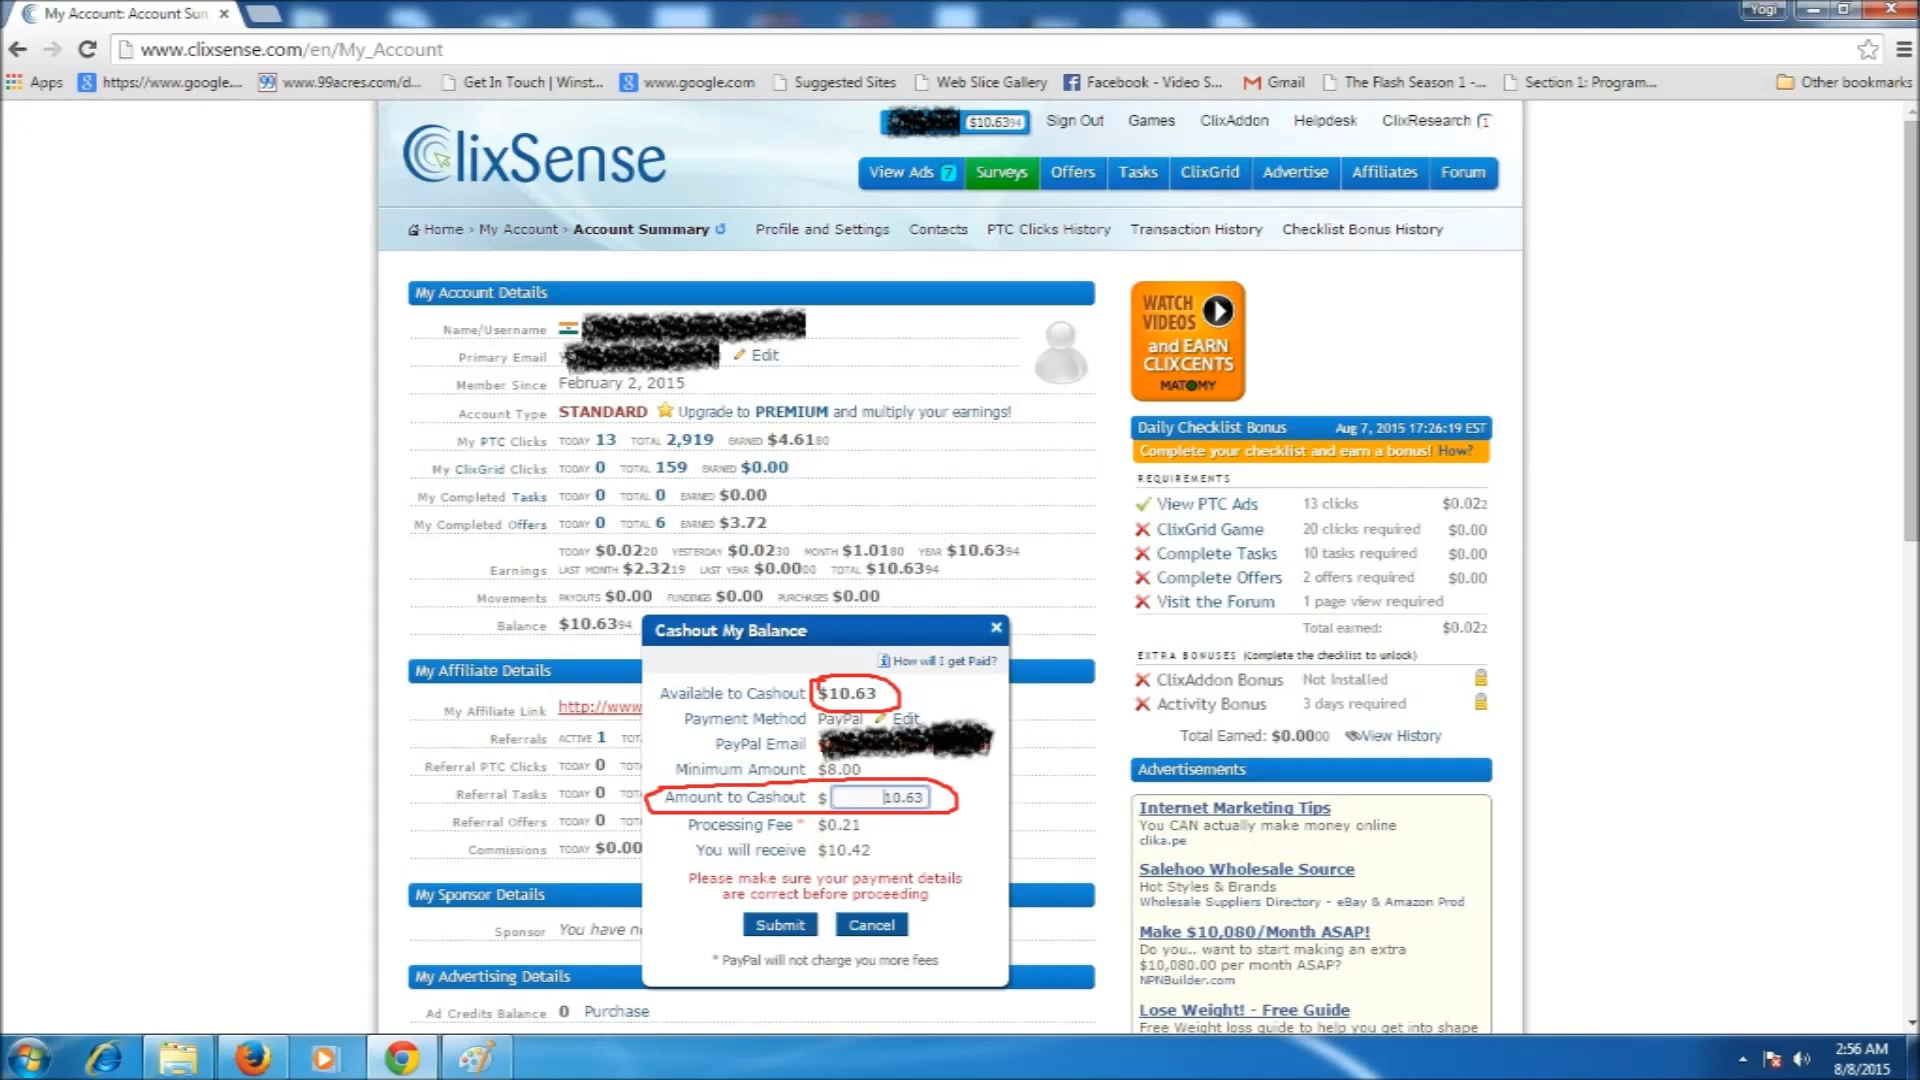 My Account: Account Sum
Yogi
www.clixsense.com/en/My_Account
Apps
https://www.google....
99
www.99acres.com/d...
Get In Touch | Winst...
www.google.com
Suggested Sites
Web Slice Gallery
Facebook - Video S...
Gmail
The Flash Season 1 -...
Section 1: Program...
Other bookmarks
$10.6394
Sign Out
Games
ClixAddon
Helpdesk
ClixResearch 1
ClixSense
View Ads 7
Surveys
Offers
Tasks
ClixGrid
Advertise
Affiliates
Forum
Home › My Account › Account Summary
Profile and Settings
Contacts
PTC Clicks History
Transaction History
Checklist Bonus History
My Account Details
Name/Username
Primary Email
Edit
Member Since February 2, 2015
Account Type STANDARD Upgrade to PREMIUM and multiply your earnings!
My PTC Clicks TODAY 13 TOTAL 2,919 EARNED $4.6180
My ClixGrid Clicks TODAY 0 TOTAL 159 EARNED $0.00
My Completed Tasks TODAY 0 TOTAL 0 EARNED $0.00
My Completed Offers TODAY 0 TOTAL 6 EARNED $3.72
TODAY $0.0220 YESTERDAY $0.0230 MONTH $1.0180 YEAR $10.6394
Earnings LAST MONTH $2.3219 LAST YEAR $0.0000 TOTAL $10.6394
Movements PAYOUTS $0.00 FUNDINGS $0.00 PURCHASES $0.00
Balance $10.6394
My Affiliate Details
My Affiliate Link http://www
Referrals ACTIVE 1 TOT
Referral PTC Clicks TODAY 0 TOT
Referral Tasks TODAY 0 TOT
Referral Offers TODAY 0 TOT
Commissions TODAY $0.00
My Sponsor Details
Sponsor You have n
My Advertising Details
Ad Credits Balance 0 Purchase
Cashout My Balance
How will I get Paid?
Available to Cashout $10.63
Payment Method PayPal Edit
PayPal Email
Minimum Amount $8.00
Amount to Cashout $ 10.63
Processing Fee * $0.21
You will receive $10.42
Please make sure your payment details
are correct before proceeding
Submit
Cancel
* PayPal will not charge you more fees
WATCH
VIDEOS
and EARN
CLIXCENTS
MATOMY
Daily Checklist Bonus Aug 7, 2015 17:26:19 EST
Complete your checklist and earn a bonus! How?
REQUIREMENTS
View PTC Ads 13 clicks $0.022
ClixGrid Game 20 clicks required $0.00
Complete Tasks 10 tasks required $0.00
Complete Offers 2 offers required $0.00
Visit the Forum 1 page view required
Total earned: $0.022
EXTRA BONUSES (Complete the checklist to unlock)
ClixAddon Bonus Not Installed
Activity Bonus 3 days required
Total Earned: $0.0000 View History
Advertisements
Internet Marketing Tips
You CAN actually make money online
clika.pe
Salehoo Wholesale Source
Hot Styles & Brands
Wholesale Suppliers Directory - eBay & Amazon Prod
Make $10,080/Month ASAP!
Do you.. want to start making an extra
$10,080.00 per month ASAP?
NPNBuilder.com
Lose Weight! - Free Guide
Free Weight loss guide to help you get into shape
2:56 AM
8/8/2015